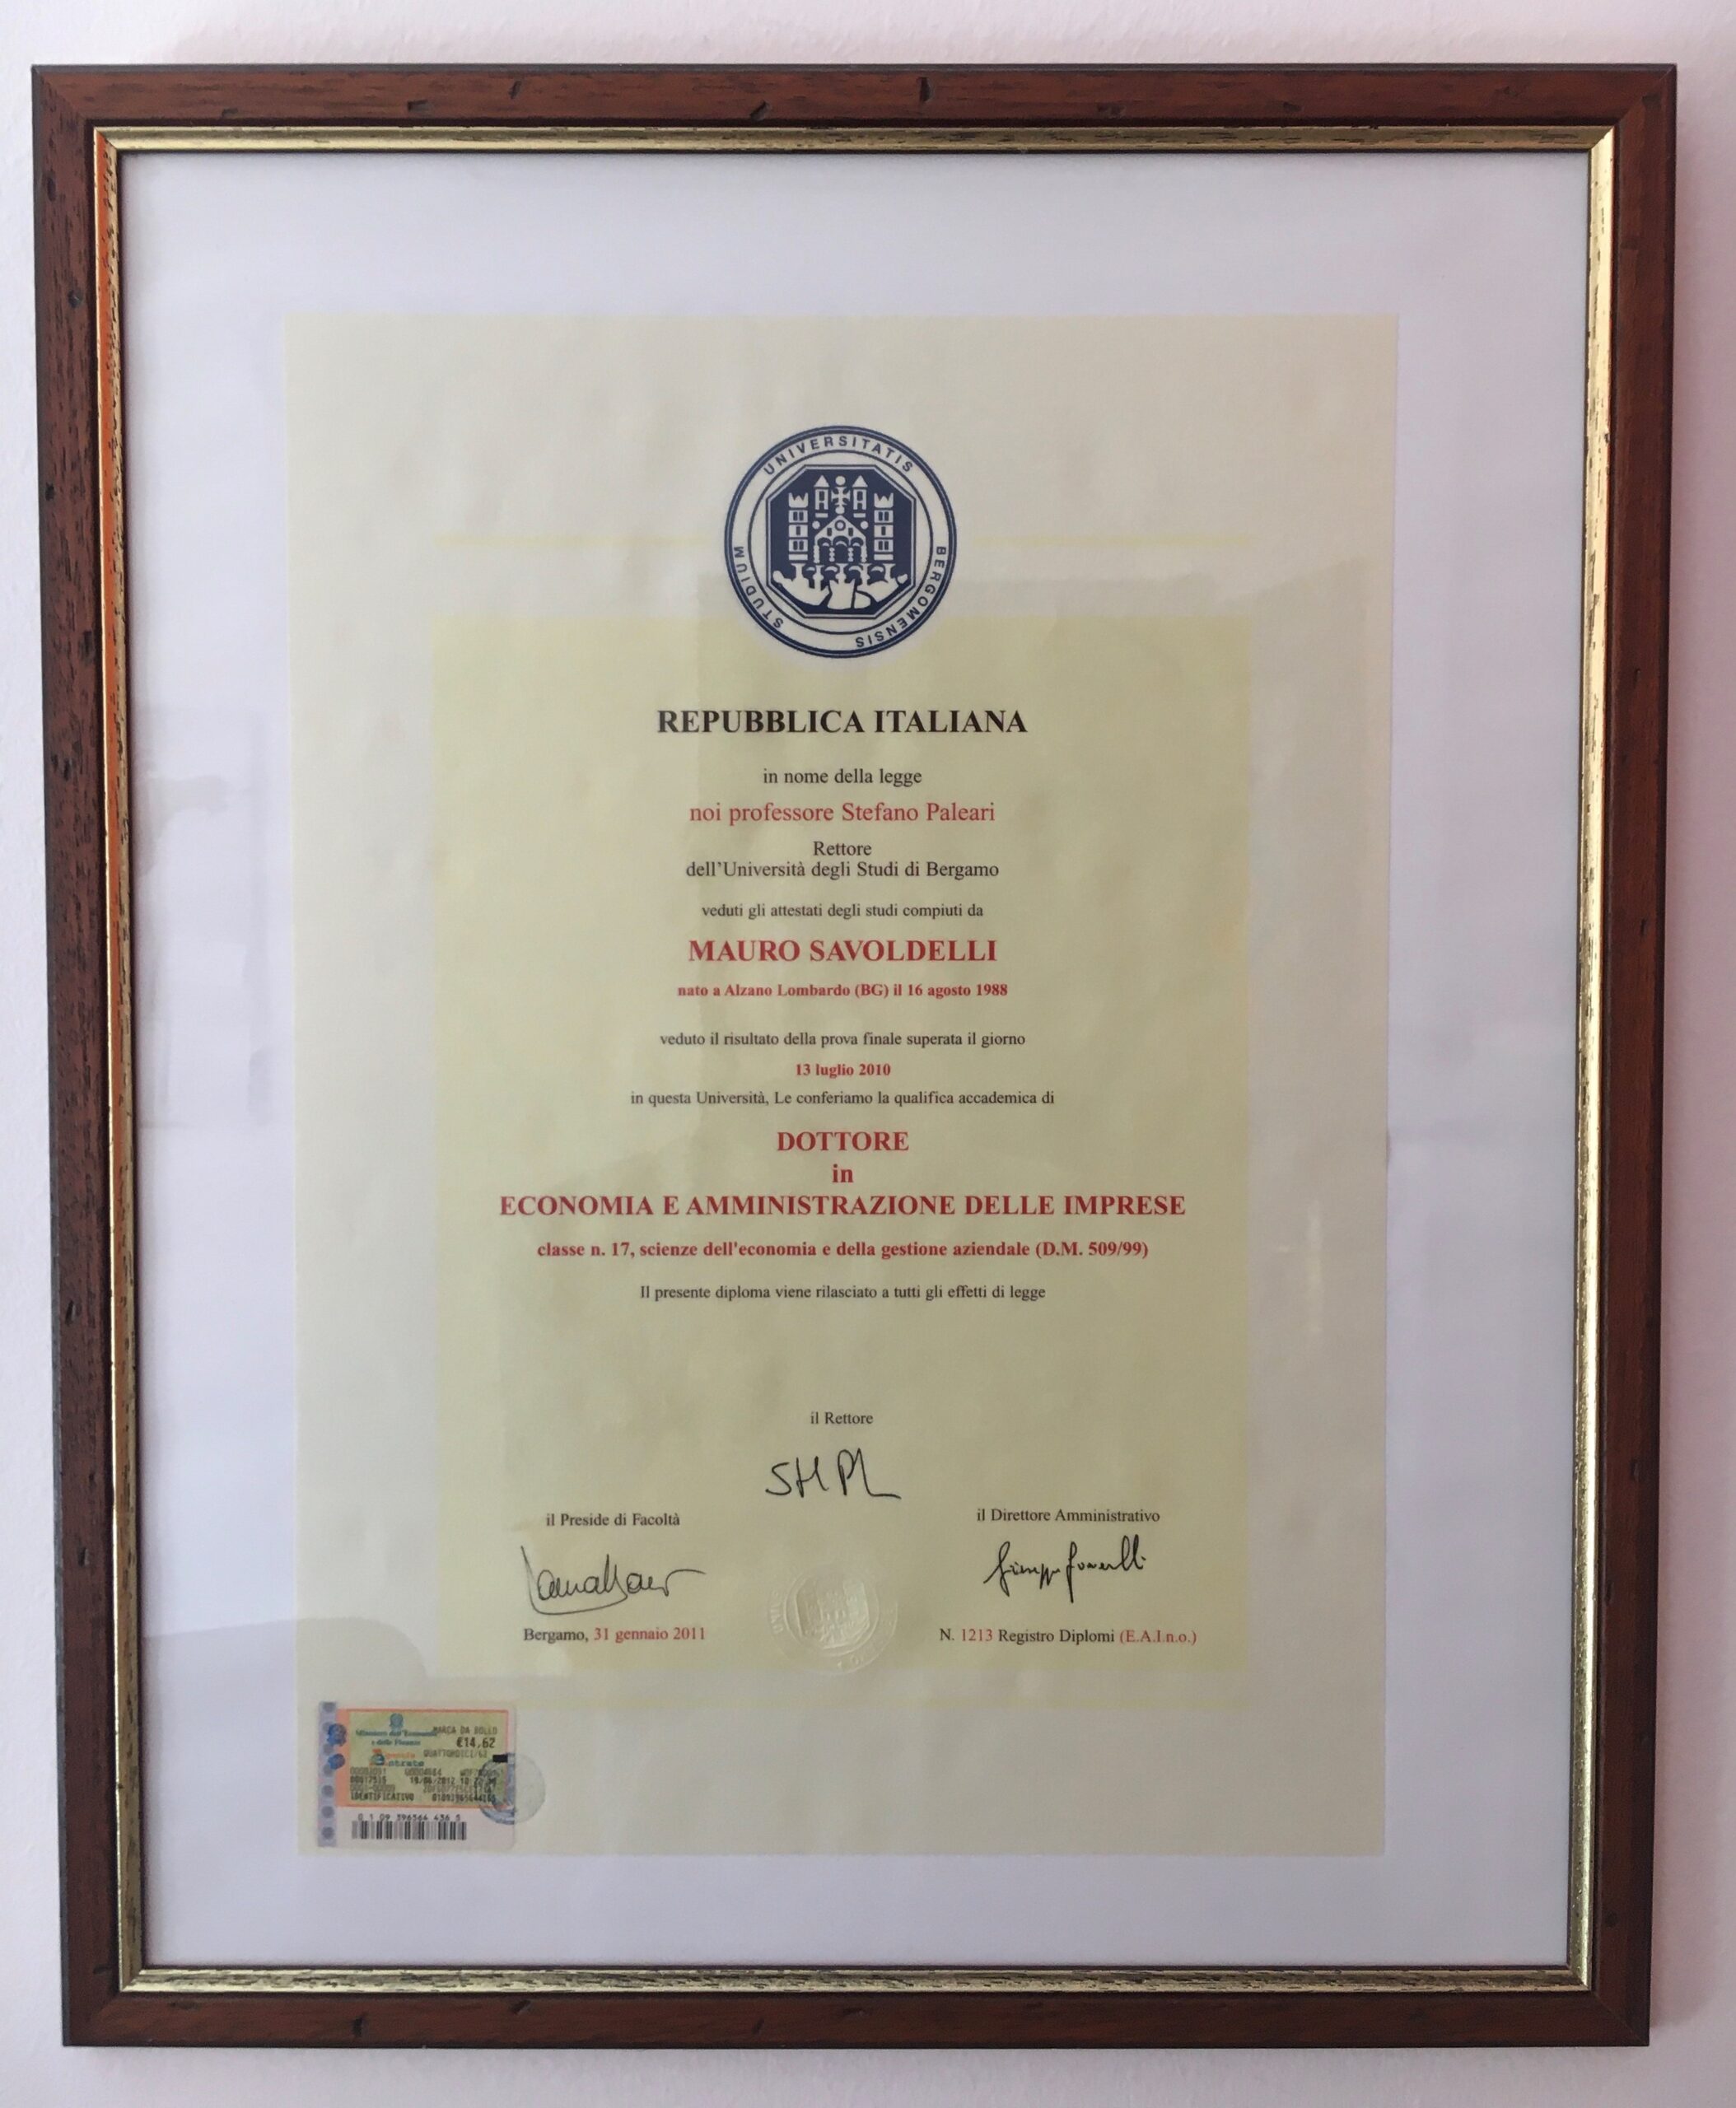 STUDIUM UNIVERSITATIS BERGOMENSIS
REPUBBLICA ITALIANA
in nome della legge
noi professore Stefano Paleari
Rettore
dell'Università degli Studi di Bergamo
veduti gli attestati degli studi compiuti da
MAURO SAVOLDELLI
nato a Alzano Lombardo (BG) il 16 agosto 1988
veduto il risultato della prova finale superata il giorno
13 luglio 2010
in questa Università, Le conferiamo la qualifica accademica di
DOTTORE
in
ECONOMIA E AMMINISTRAZIONE DELLE IMPRESE
classe n. 17, scienze dell'economia e della gestione aziendale (D.M. 509/99)
Il presente diploma viene rilasciato a tutti gli effetti di legge
il Rettore
il Preside di Facoltà
il Direttore Amministrativo
Bergamo, 31 gennaio 2011
N. 1213 Registro Diplomi (E.A.I.n.o.)
MARCA DA BOLLO
€14,62
IDENTIFICATIVO